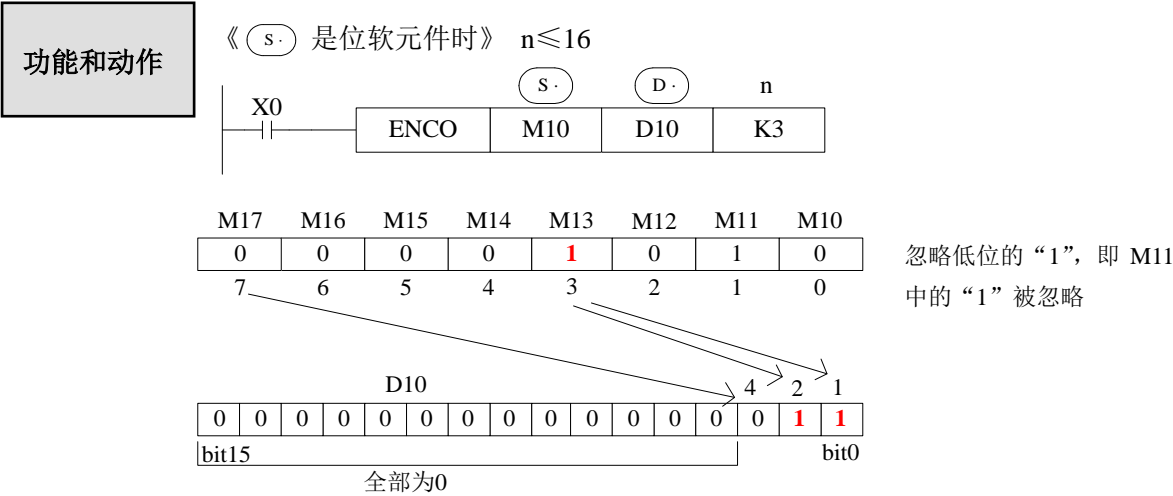 功能和动作
《 S· 是位软元件时》 n≤16
S· D· n
X0
ENCO M10 D10 K3
M17 M16 M15 M14 M13 M12 M11 M10
0 0 0 0 1 0 1 0
7 6 5 4 3 2 1 0
忽略低位的“1”，即 M11
中的“1”被忽略
D10 4 2 1
0 0 0 0 0 0 0 0 0 0 0 0 0 0 1 1
bit15 bit0
全部为0